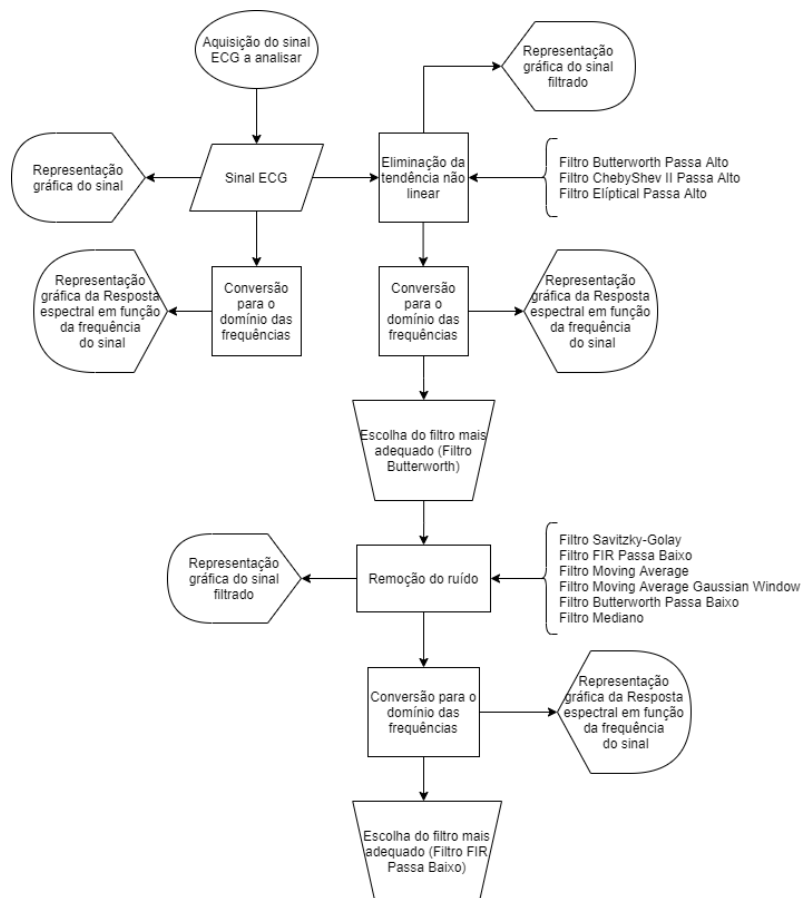 Aquisição do sinal
ECG a analisar
Representação
gráfica do sinal
filtrado
Representação
gráfica do sinal
Sinal ECG
Eliminação da
tendência não
linear
Filtro Butterworth Passa Alto
Filtro ChebyShev II Passa Alto
Filtro Elíptical Passa Alto
Representação
gráfica da Resposta
espectral em função
da frequência
do sinal
Conversão
para o
domínio das
frequências
Conversão
para o
domínio das
frequências
Representação
gráfica da Resposta
espectral em função
da frequência
do sinal
Escolha do filtro mais
adequado (Filtro
Butterworth)
Representação
gráfica do sinal
filtrado
Remoção do ruído
Filtro Savitzky-Golay
Filtro FIR Passa Baixo
Filtro Moving Average
Filtro Moving Average Gaussian Window
Filtro Butterworth Passa Baixo
Filtro Mediano
Conversão para o
domínio das
frequências
Representação
gráfica da Resposta
espectral em função
da frequência
do sinal
Escolha do filtro mais
adequado (Filtro FIR
Passa Baixo)